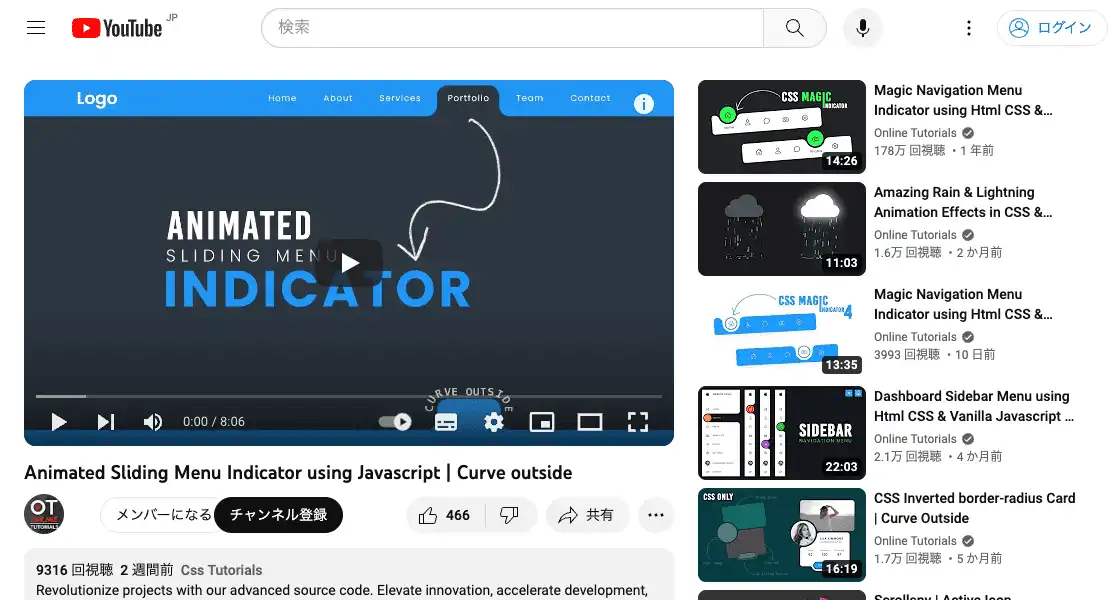 YouTube JP
検索
ログイン
Logo
Home About Services Portfolio Team Contact
ANIMATED
SLIDING MENU
INDICATOR
CURVE OUTSIDE
0:00 / 8:06
Animated Sliding Menu Indicator using Javascript | Curve outside
OT
ONLINE
TUTORIALS
メンバーになる
チャンネル登録
466
共有
9316 回視聴 2 週間前 Css Tutorials
Revolutionize projects with our advanced source code. Elevate innovation, accelerate development,
CSS MAGIC
INDICATOR
14:26
Magic Navigation Menu
Indicator using Html CSS &...
Online Tutorials
178万 回視聴 ・1 年前
11:03
Amazing Rain & Lightning
Animation Effects in CSS &...
Online Tutorials
1.6万 回視聴 ・2 か月前
CSS MAGIC
INDICATOR 4
13:35
Magic Navigation Menu
Indicator using Html CSS &...
Online Tutorials
3993 回視聴 ・10 日前
SIDEBAR
NAVIGATION MENU
22:03
Dashboard Sidebar Menu using
Html CSS & Vanilla Javascript ...
Online Tutorials
2.1万 回視聴 ・4 か月前
CSS ONLY
16:19
CSS Inverted border-radius Card
| Curve Outside
Online Tutorials
1.7万 回視聴 ・5 か月前